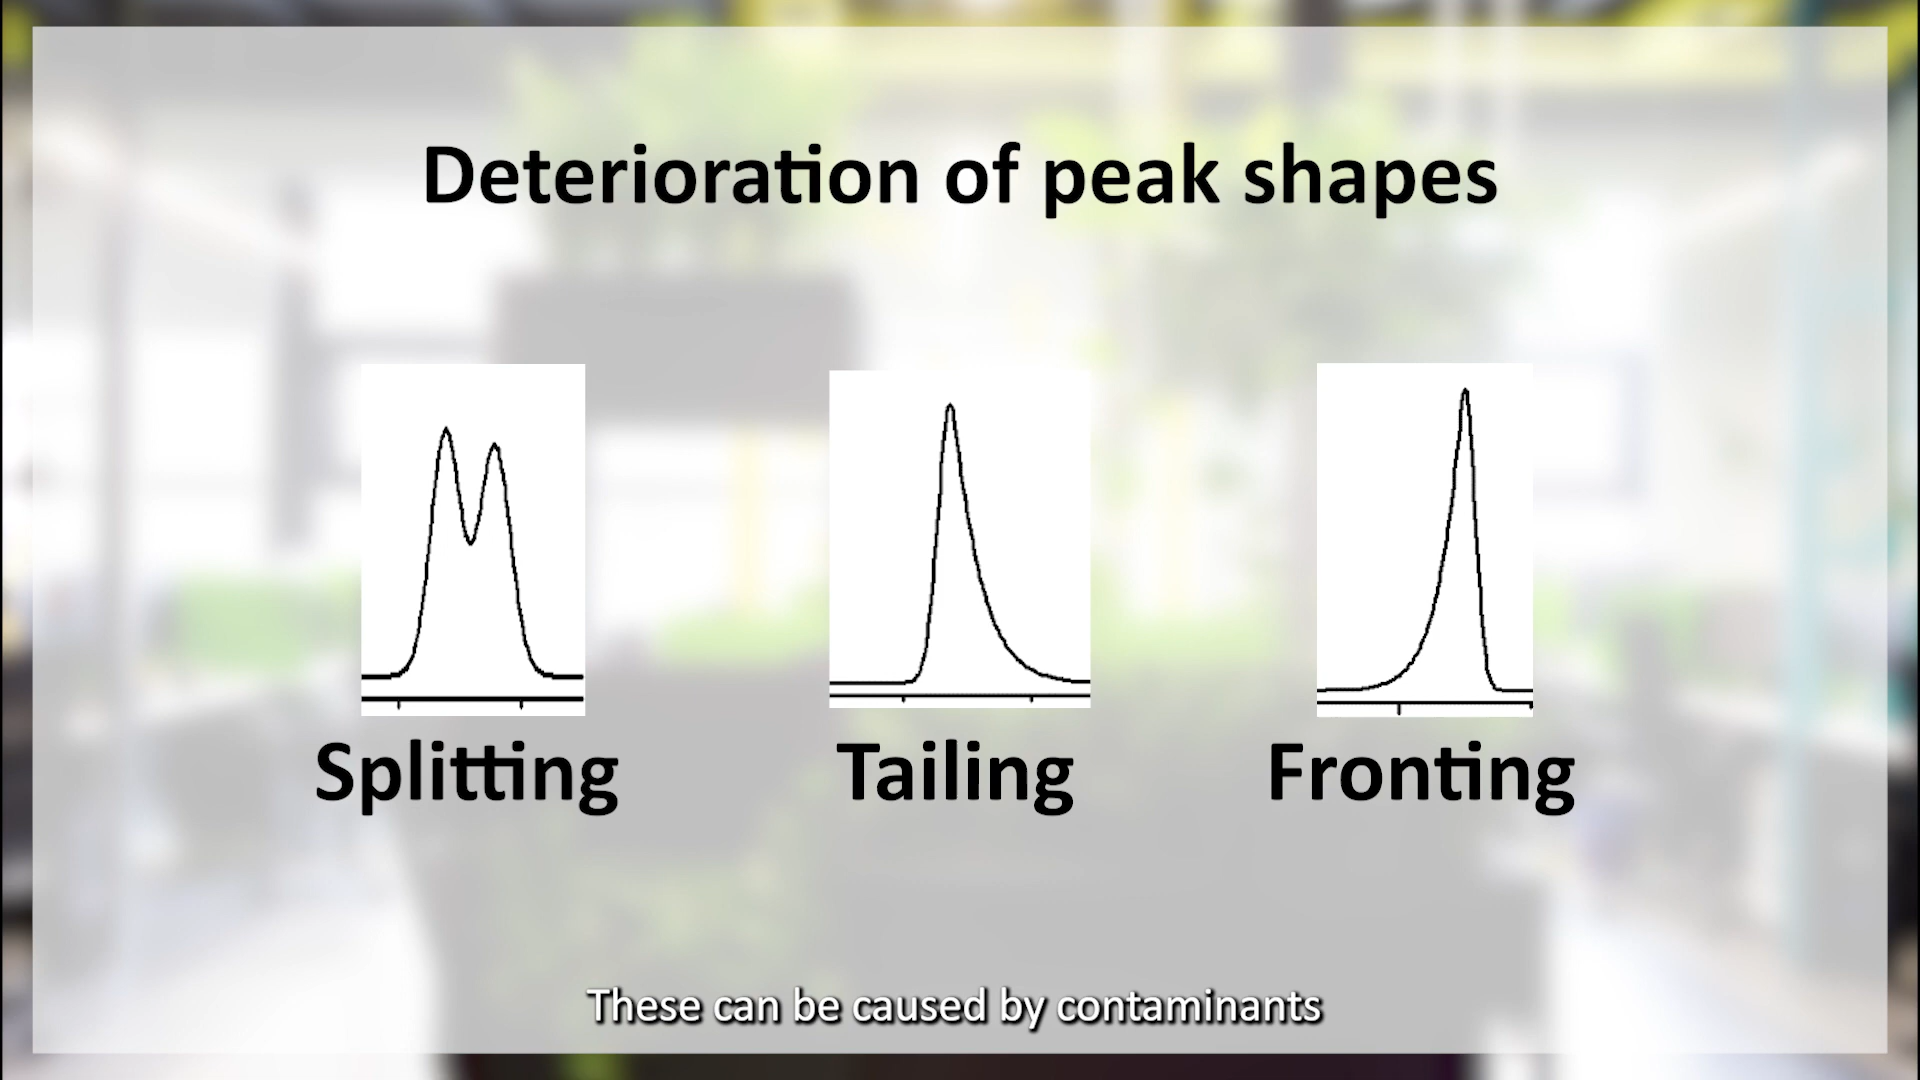 Deterioration of peak shapes
Splitting
Tailing
Fronting
These can be caused by contaminants